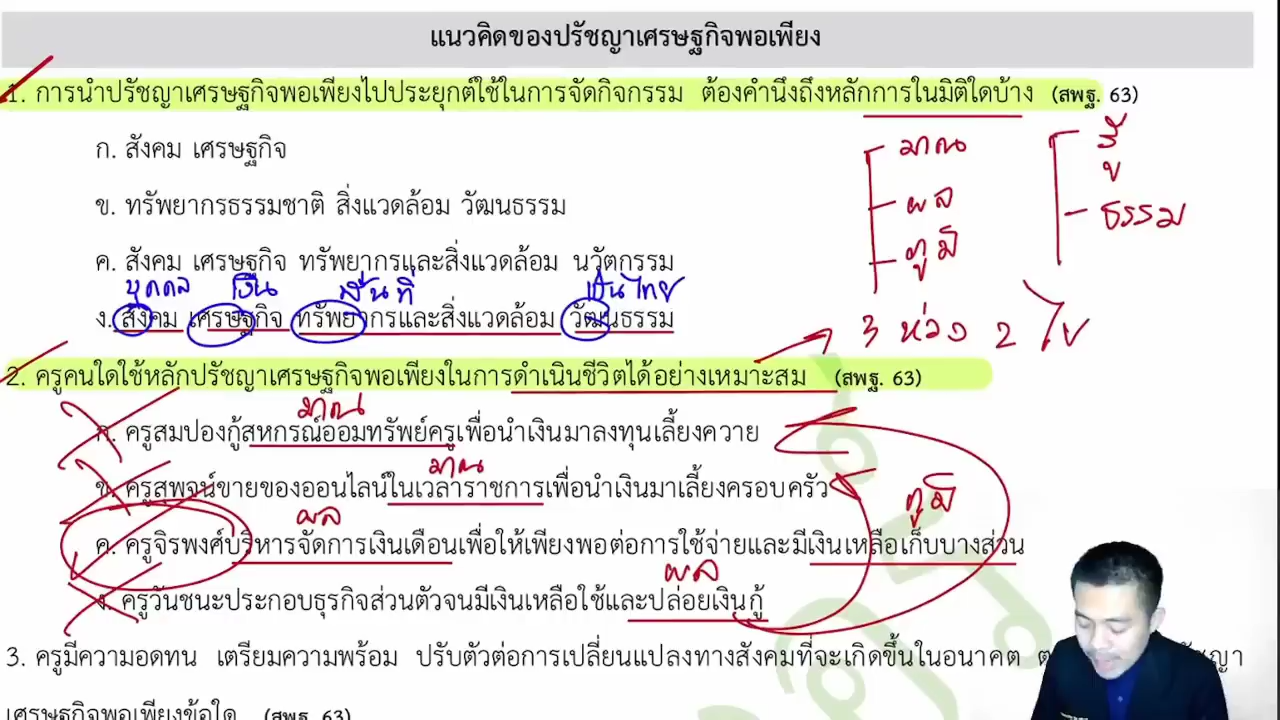 แนวคิดของปรัชญาเศรษฐกิจพอเพียง
1. การนำปรัชญาเศรษฐกิจพอเพียงไปประยุกต์ใช้ในการจัดกิจกรรม ต้องคำนึงถึงหลักการในมิติใดบ้าง (สพฐ. 63)
มาณ รู้
ก. สังคม เศรษฐกิจ
ผล ธรรม
ข. ทรัพยากรธรรมชาติ สิ่งแวดล้อม วัฒนธรรม
ภูมิ
ค. สังคม เศรษฐกิจ ทรัพยากรและสิ่งแวดล้อม นวัตกรรม
บุคคล เงิน พื้นที่ เป็นไทย
ง. สังคม เศรษฐกิจ ทรัพยากรและสิ่งแวดล้อม วัฒนธรรม
3 ห่วง 2
2. ครูคนใดใช้หลักปรัชญาเศรษฐกิจพอเพียงในการดำเนินชีวิตได้อย่างเหมาะสม (สพฐ. 63)
มาณ
ก. ครูสมปองกู้สหกรณ์ออมทรัพย์ครูเพื่อนำเงินมาลงทุนเลี้ยงควาย
มาณ
ข. ครูสพจน์ขายของออนไลน์ในเวลาราชการเพื่อนำเงินมาเลี้ยงครอบครัว
ผล ภูมิ
ค. ครูจิรพงศ์บริหารจัดการเงินเดือนเพื่อให้เพียงพอต่อการใช้จ่ายและมีเงินเหลือเก็บบางส่วน
ผล
ง. ครูวันชนะประกอบธุรกิจส่วนตัวจนมีเงินเหลือใช้และปล่อยเงินกู้
3. ครูมีความอดทน เตรียมความพร้อม ปรับตัวต่อการเปลี่ยนแปลงทางสังคมที่จะเกิดขึ้นในอนาคต
เศรษฐกิจพอเพียงข้อใด (สพฐ. 63)